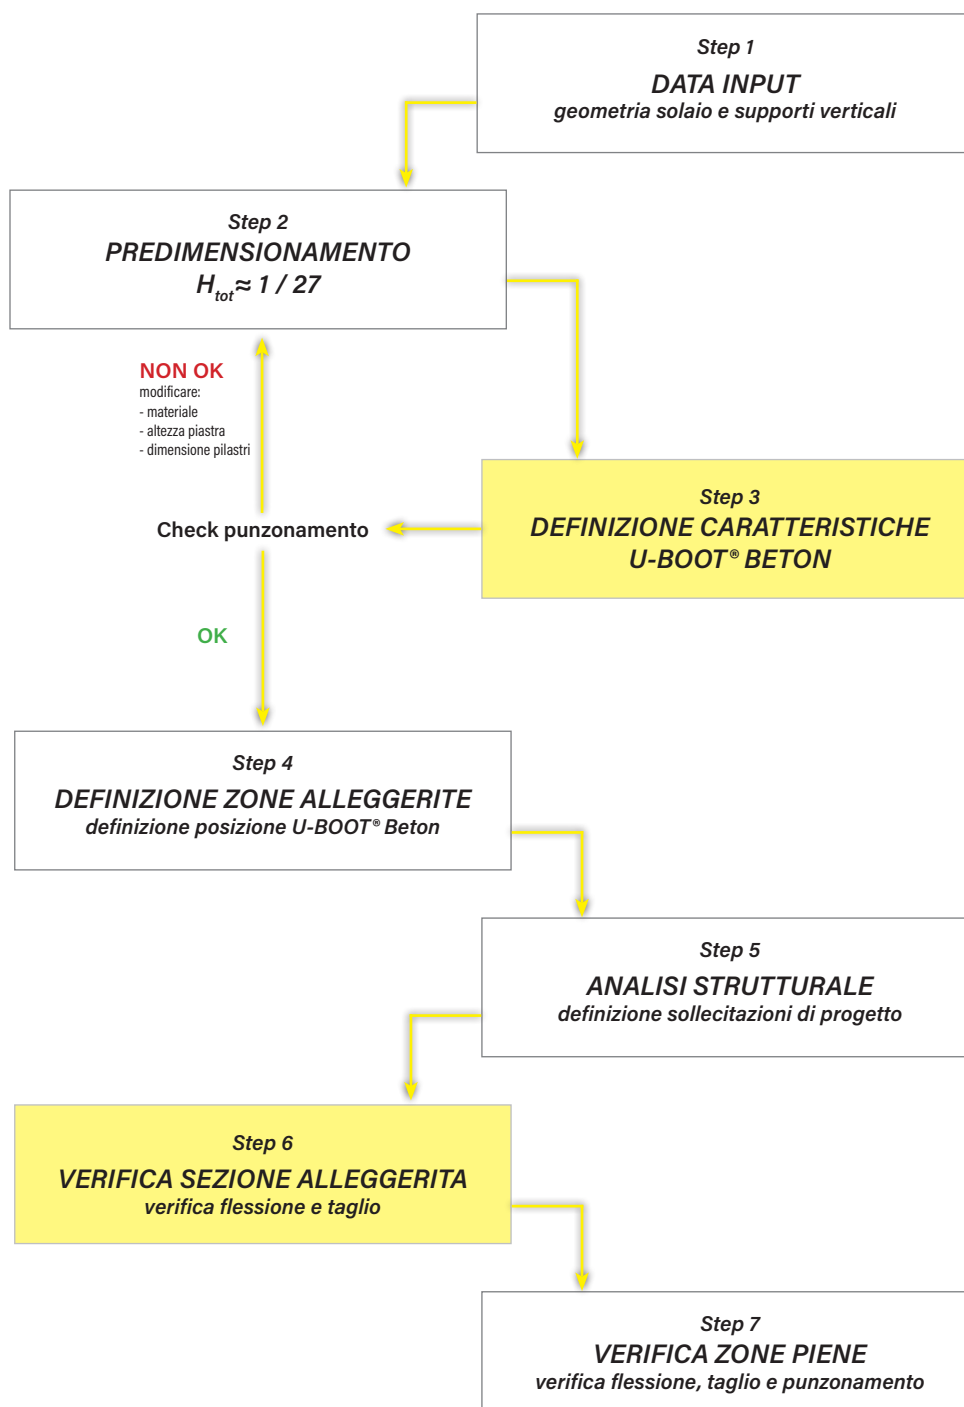 Step 1
DATA INPUT
geometria solaio e supporti verticali
Step 2
PREDIMENSIONAMENTO
Htot ≈ 1 / 27
NON OK
modificare:
- materiale
- altezza piastra
- dimensione pilastri
Step 3
DEFINIZIONE CARATTERISTICHE
U-BOOT® BETON
Check punzonamento
OK
Step 4
DEFINIZIONE ZONE ALLEGGERITE
definizione posizione U-BOOT® Beton
Step 5
ANALISI STRUTTURALE
definizione sollecitazioni di progetto
Step 6
VERIFICA SEZIONE ALLEGGERITA
verifica flessione e taglio
Step 7
VERIFICA ZONE PIENE
verifica flessione, taglio e punzonamento